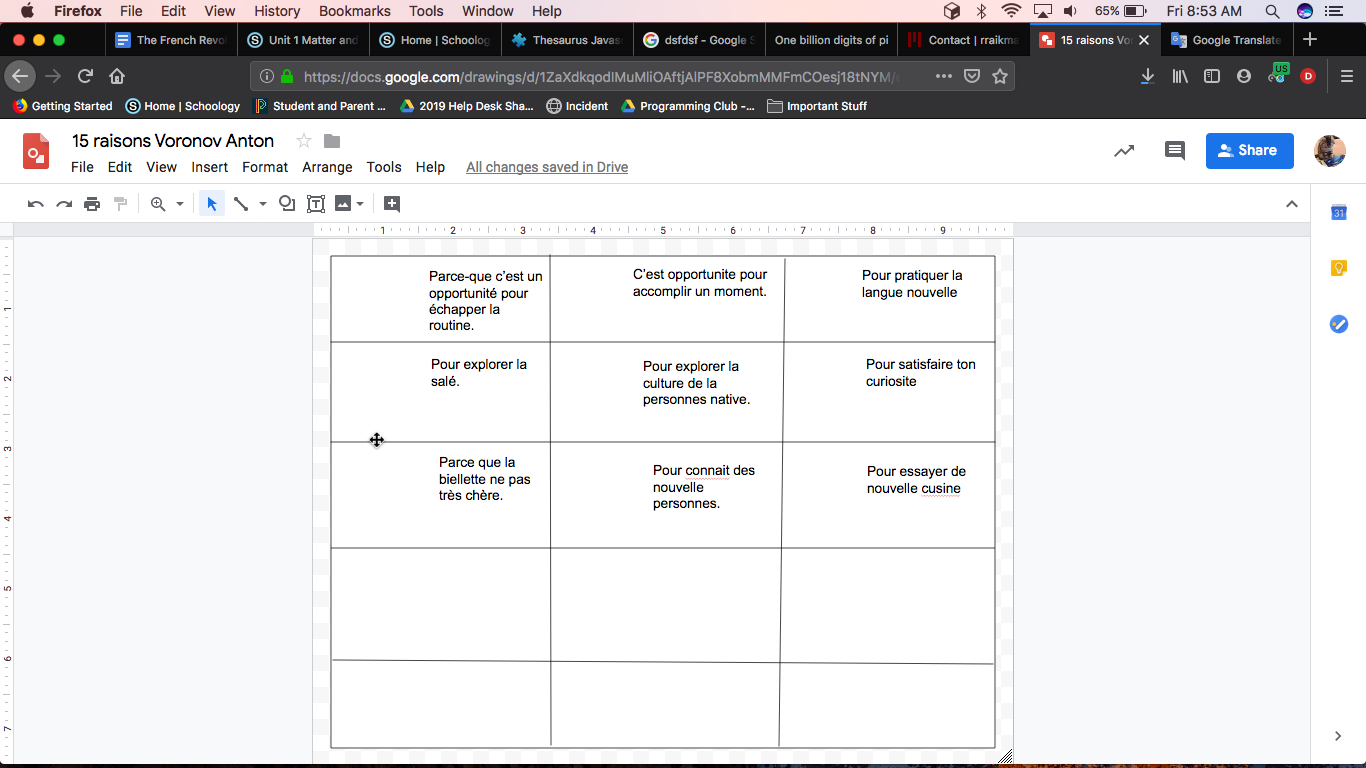 Firefox File Edit View History Bookmarks Tools Window Help 65% Fri 8:53 AM
The French Revo Unit 1 Matter and Home | Schoolog Thesaurus Javas dsfdsf - Google S One billion digits of pi Contact | rraikma 15 raisons Vor Google Translate
https://docs.google.com/drawings/d/1ZaXdkqodIMuMliOAftjAlPF8XobmMMFmCOesj18tNYM/ US D
Getting Started Home | Schoology Student and Parent ... 2019 Help Desk Sha... Incident Programming Club -... Important Stuff
15 raisons Voronov Anton
File Edit View Insert Format Arrange Tools Help All changes saved in Drive
Share
31
1 2 3 4 5 6 7 8 9
1
2
3
4
5
6
7
Parce-que c'est un
opportunité pour
échapper la
routine.
C'est opportunite pour
accomplir un moment.
Pour pratiquer la
langue nouvelle
Pour explorer la
salé.
Pour explorer la
culture de la
personnes native.
Pour satisfaire ton
curiosite
Parce que la
biellette ne pas
très chère.
Pour connait des
nouvelle
personnes.
Pour essayer de
nouvelle cusine